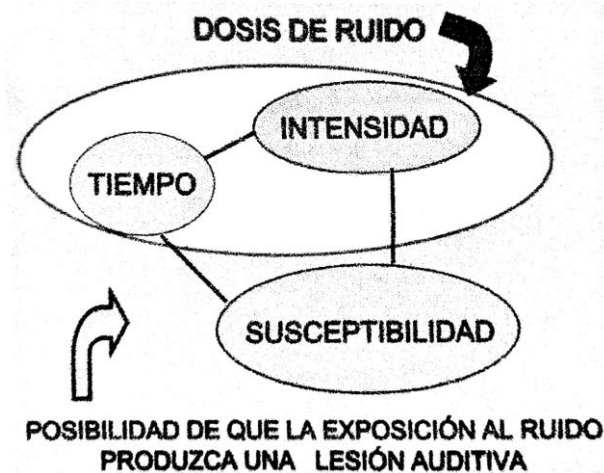 DOSIS DE RUIDO
INTENSIDAD
TIEMPO
SUSCEPTIBILIDAD
POSIBILIDAD DE QUE LA EXPOSICIÓN AL RUIDO
PRODUZCA UNA LESIÓN AUDITIVA